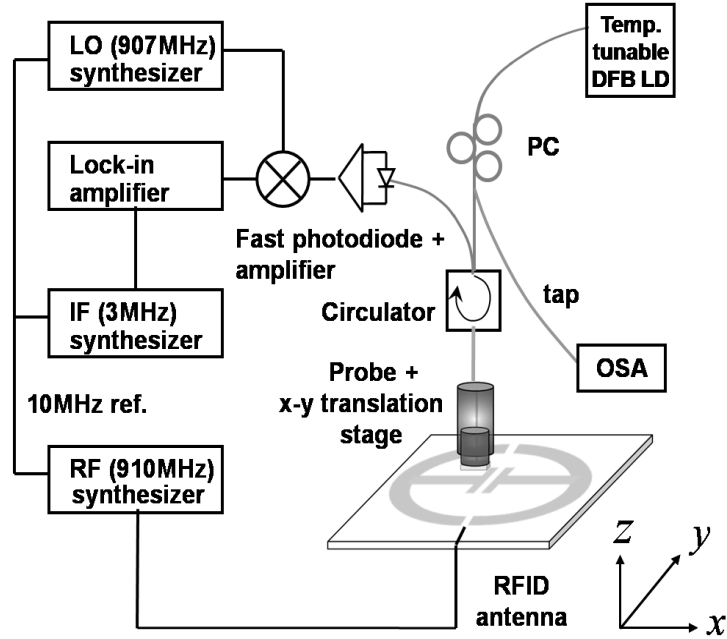 LO (907MHz)
synthesizer
Temp.
tunable
DFB LD
PC
Lock-in
amplifier
Fast photodiode +
amplifier
Circulator
tap
IF (3MHz)
synthesizer
OSA
Probe +
x-y translation
stage
10MHz ref.
RF (910MHz)
synthesizer
RFID
antenna
z
y
x